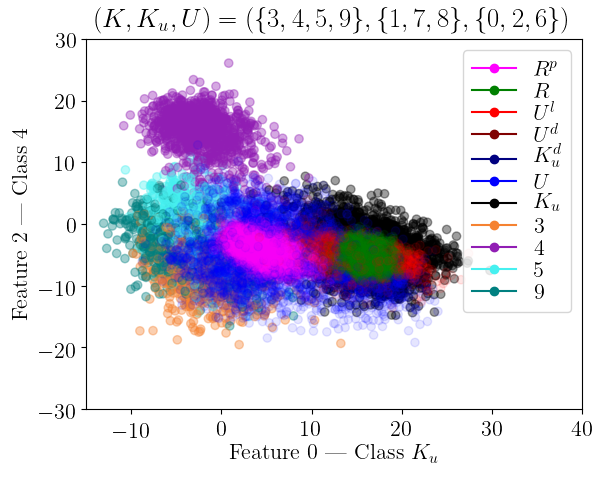 (K, K_u, U) = ({3, 4, 5, 9}, {1, 7, 8}, {0, 2, 6})
30
20
10
0
−10
−20
−30
Feature 2 — Class 4
R^p
R
U^l
U^d
K_u^d
U
K_u
3
4
5
9
−10
0
10
20
30
40
Feature 0 — Class K_u